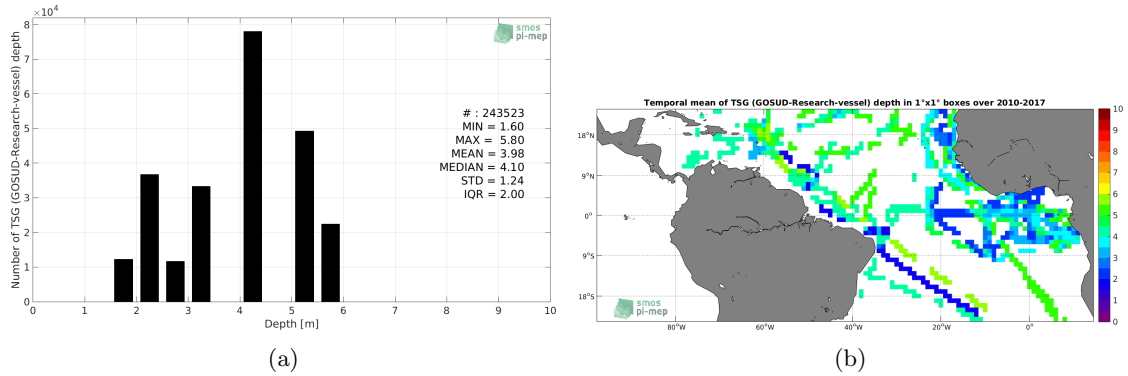 ×10⁴
8
7
6
5
4
3
2
1
0
Number of TSG (GOSUD-Research-vessel) depth
smos
pi-mep
# : 243523
MIN = 1.60
MAX = 5.80
MEAN = 3.98
MEDIAN = 4.10
STD = 1.24
IQR = 2.00
0 1 2 3 4 5 6 7 8 9 10
Depth [m]
(a)
Temporal mean of TSG (GOSUD-Research-vessel) depth in 1°x1° boxes over 2010-2017
18°N
9°N
0°
9°S
18°S
smos
pi-mep
80°W 60°W 40°W 20°W 0°
10
9
8
7
6
5
4
3
2
1
0
(b)